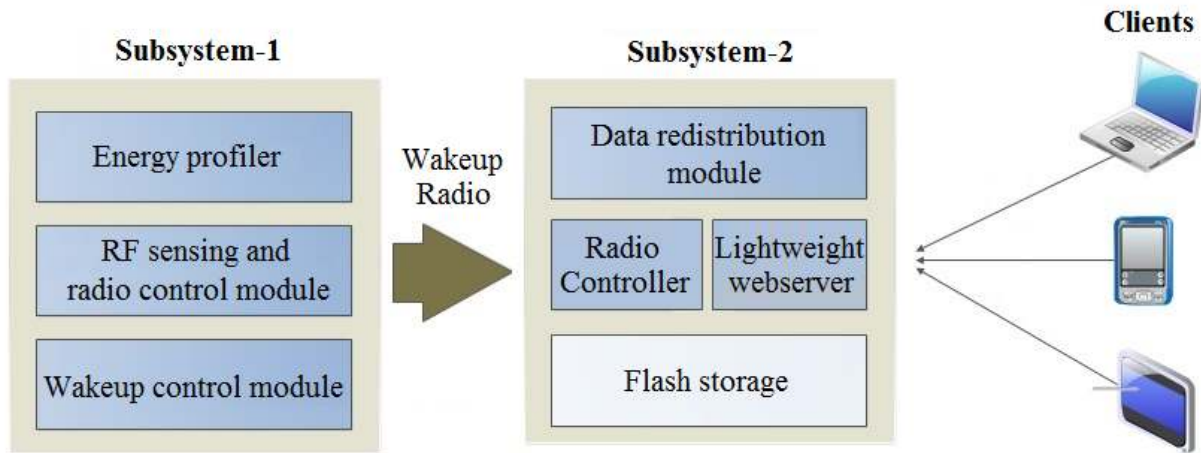 Clients
Subsystem-1
Subsystem-2
Energy profiler
RF sensing and
radio control module
Wakeup control module
Wakeup
Radio
Data redistribution
module
Radio
Controller
Lightweight
webserver
Flash storage